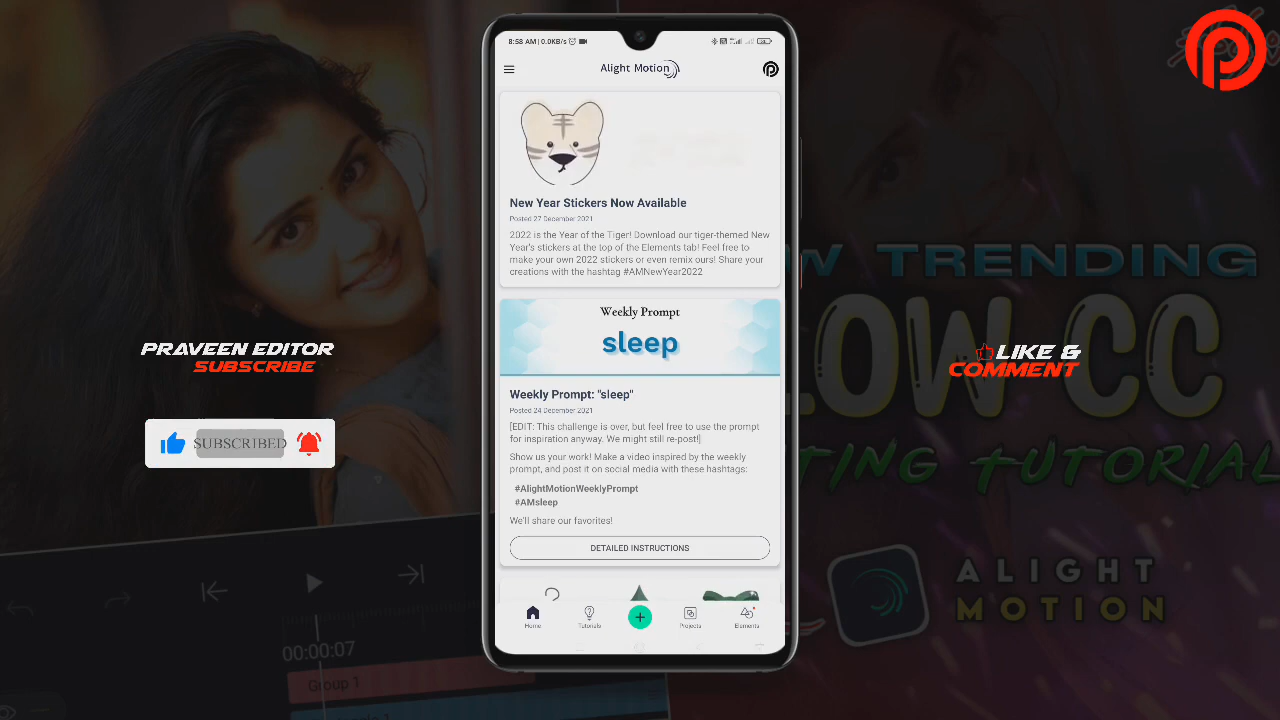 8:58 AM | 0.0KB/s
Alight Motion
New Year Stickers Now Available
Posted 27 December 2021
2022 is the Year of the Tiger! Download our tiger-themed New
Year's stickers at the top of the Elements tab! Feel free to
make your own 2022 stickers or even remix ours! Share your
creations with the hashtag #AMNewYear2022
Weekly Prompt
sleep
Weekly Prompt: "sleep"
Posted 24 December 2021
[EDIT: This challenge is over, but feel free to use the prompt
for inspiration anyway. We might still re-post!]
Show us your work! Make a video inspired by the weekly
prompt, and post it on social media with these hashtags:
#AlightMotionWeeklyPrompt
#AMsleep
We'll share our favorites!
DETAILED INSTRUCTIONS
Home
Tutorials
Projects
Elements
PRAVEEN EDITOR
SUBSCRIBE
SUBSCRIBED
LIKE &
COMMENT
W TRENDING
LOW CC
TING TUTORIAL
ALIGHT
MOTION
00:00:07
Group 1